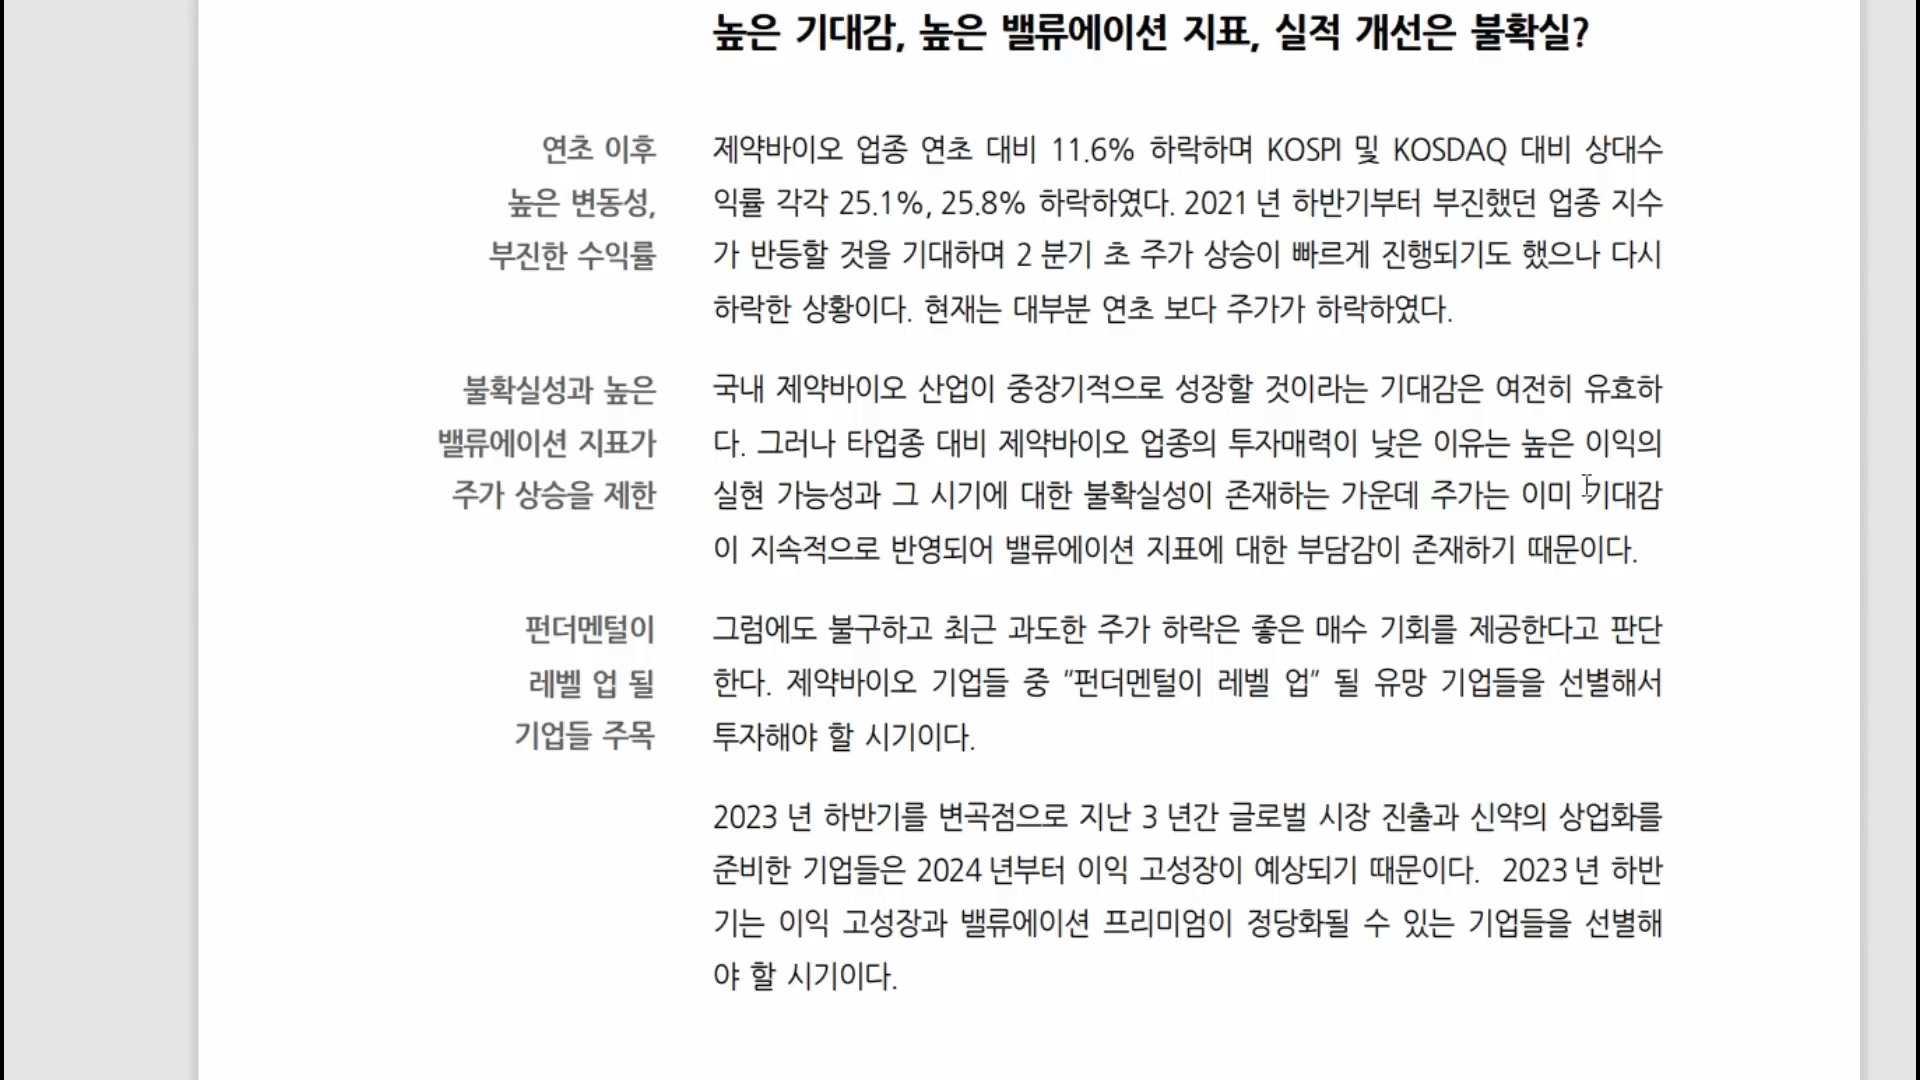 높은 기대감, 높은 밸류에이션 지표, 실적 개선은 불확실?
연초 이후
높은 변동성,
부진한 수익률
제약바이오 업종 연초 대비 11.6% 하락하며 KOSPI 및 KOSDAQ 대비 상대수
익률 각각 25.1%, 25.8% 하락하였다. 2021년 하반기부터 부진했던 업종 지수
가 반등할 것을 기대하며 2분기 초 주가 상승이 빠르게 진행되기도 했으나 다시
하락한 상황이다. 현재는 대부분 연초 보다 주가가 하락하였다.
불확실성과 높은
밸류에이션 지표가
주가 상승을 제한
국내 제약바이오 산업이 중장기적으로 성장할 것이라는 기대감은 여전히 유효하
다. 그러나 타업종 대비 제약바이오 업종의 투자매력이 낮은 이유는 높은 이익의
실현 가능성과 그 시기에 대한 불확실성이 존재하는 가운데 주가는 이미 기대감
이 지속적으로 반영되어 밸류에이션 지표에 대한 부담감이 존재하기 때문이다.
펀더멘털이
레벨 업 될
기업들 주목
그럼에도 불구하고 최근 과도한 주가 하락은 좋은 매수 기회를 제공한다고 판단
한다. 제약바이오 기업들 중 "펀더멘털이 레벨 업" 될 유망 기업들을 선별해서
투자해야 할 시기이다.
2023년 하반기를 변곡점으로 지난 3년간 글로벌 시장 진출과 신약의 상업화를
준비한 기업들은 2024년부터 이익 고성장이 예상되기 때문이다. 2023년 하반
기는 이익 고성장과 밸류에이션 프리미엄이 정당화될 수 있는 기업들을 선별해
야 할 시기이다.